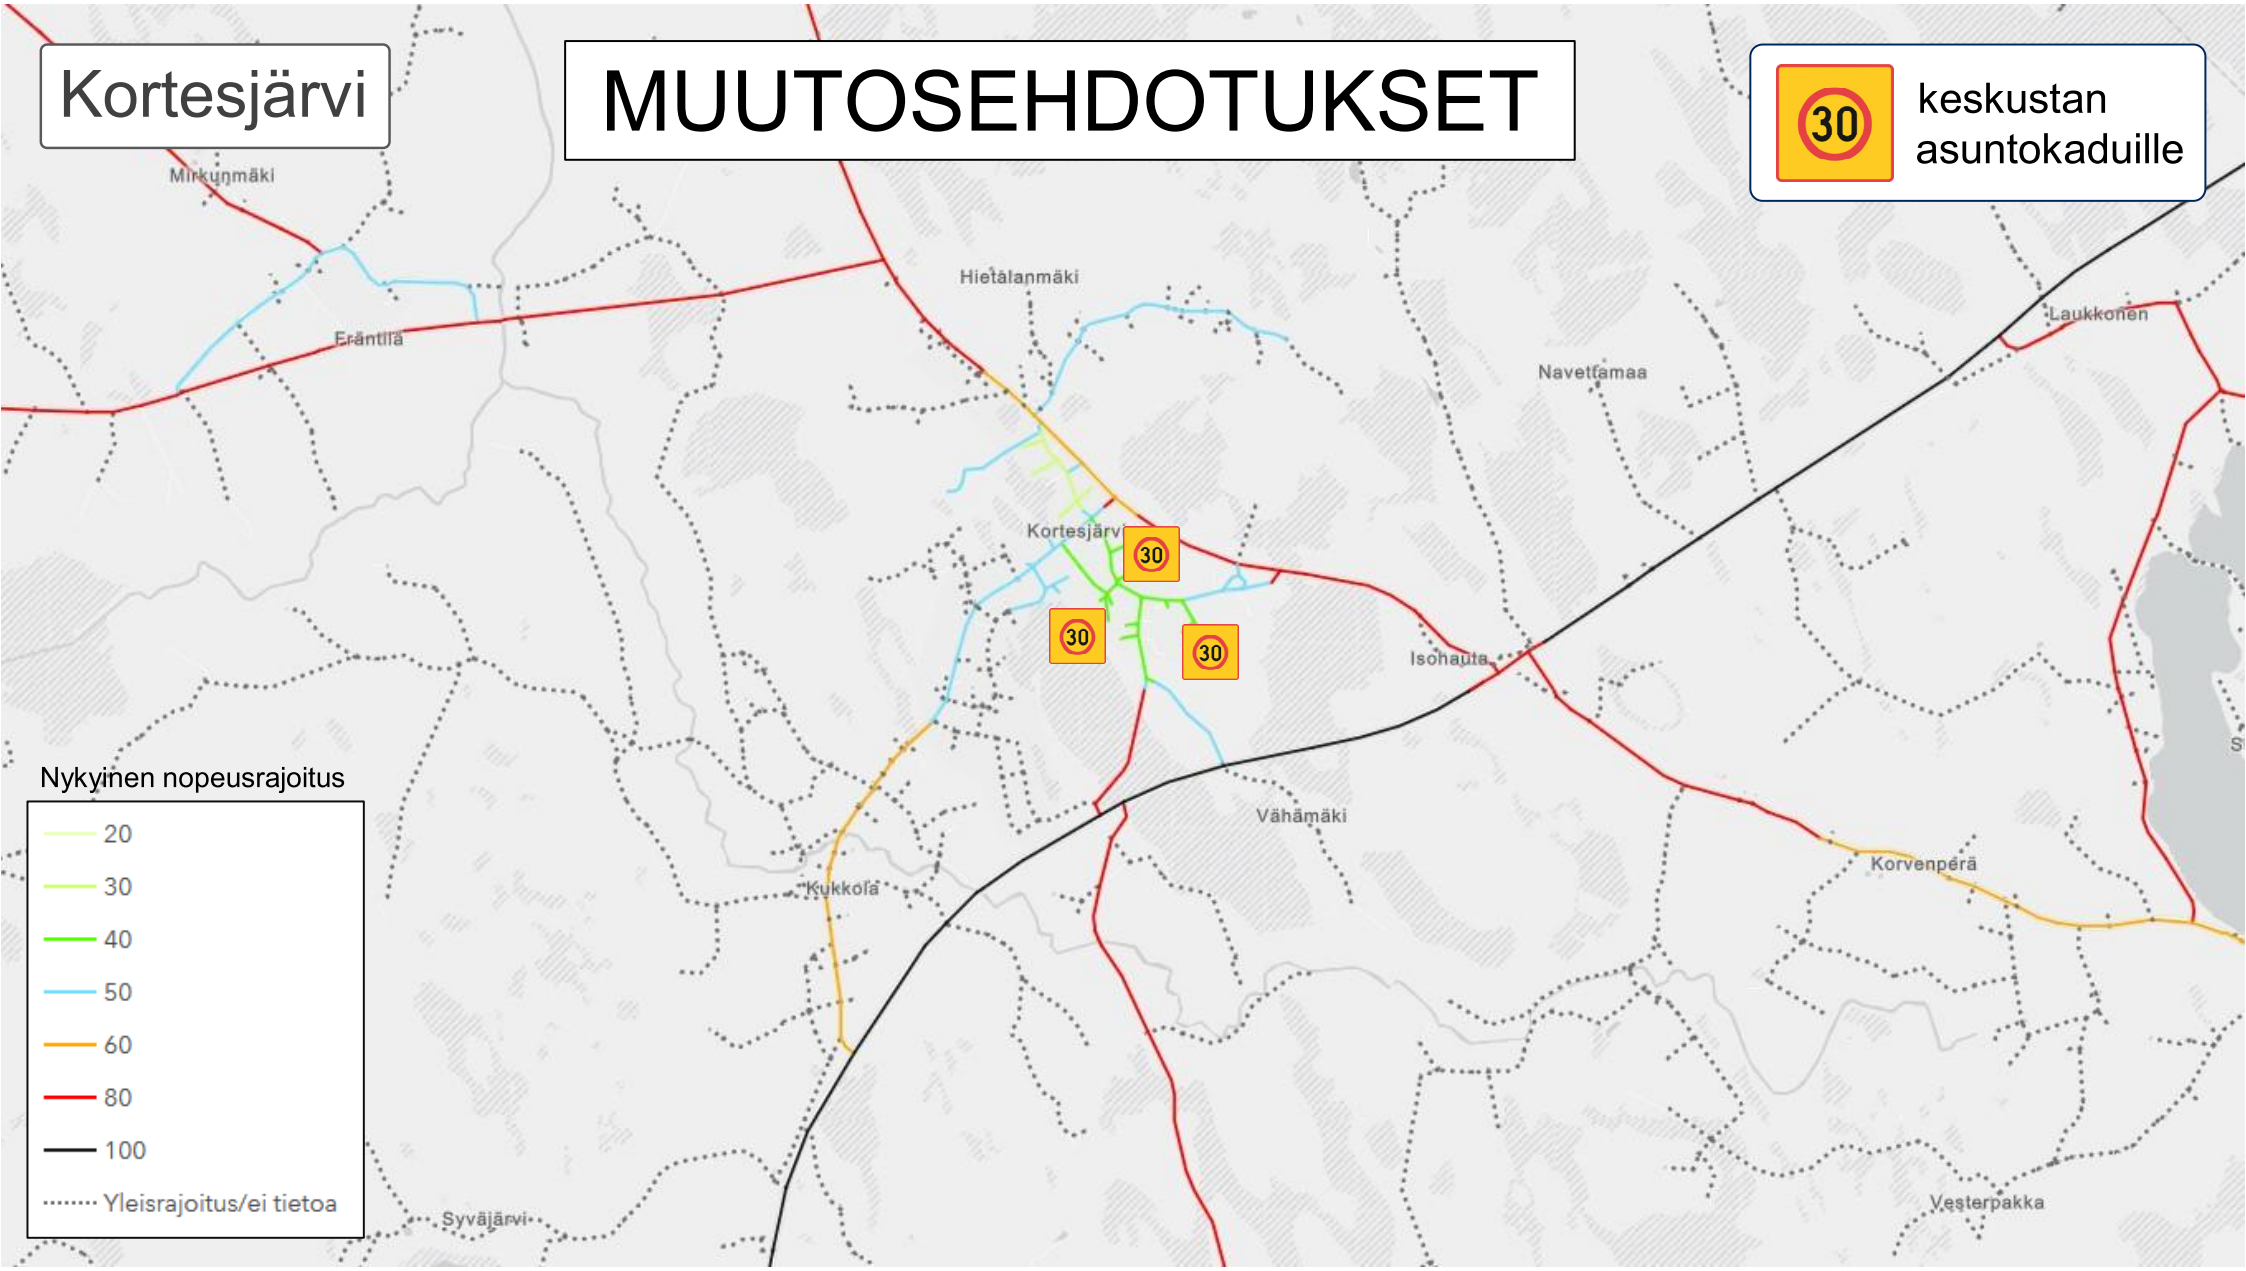 Kortesjärvi
MUUTOSEHDOTUKSET
30
keskustan
asuntokaduille
Mirkunmäki
Hietalanmäki
Laukkonen
Eräntilä
Navettamaa
Kortesjärvi
30
30
30
Isohauta
S
Nykyinen nopeusrajoitus
20
30
40
50
60
80
100
Yleisrajoitus/ei tietoa
Vähämäki
Korvenperä
Kukkola
Vesterpakka
Syväjärvi